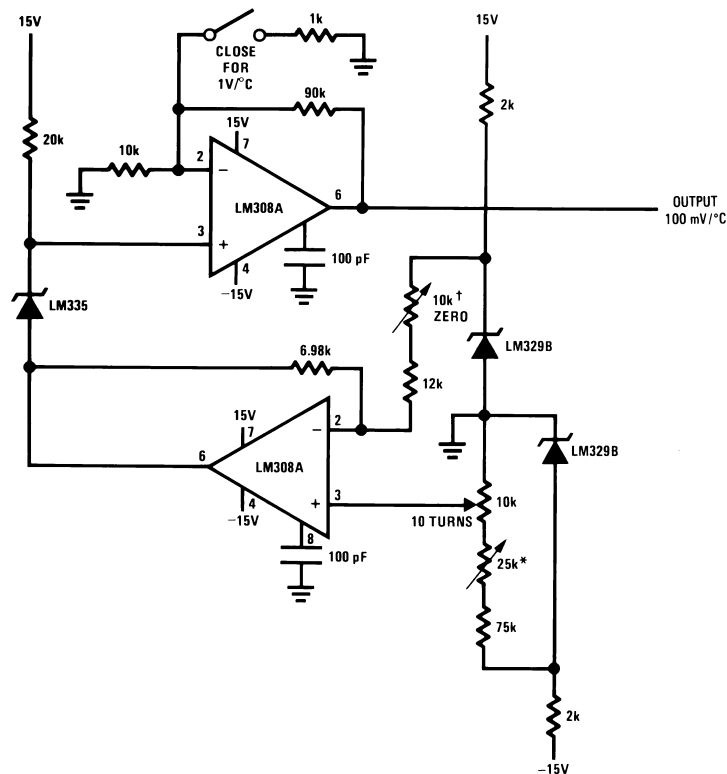 15V
1k
CLOSE
FOR
1V/°C
15V
2k
90k
20k
10k
15V
7
2
−
6
LM308A
OUTPUT
100 mV/°C
3
+
4
−15V
100 pF
LM335
10k†
ZERO
LM329B
6.98k
12k
15V
7
2
−
6
LM308A
LM329B
+
3
4
−15V
10 TURNS
10k
8
100 pF
25k*
75k
2k
−15V